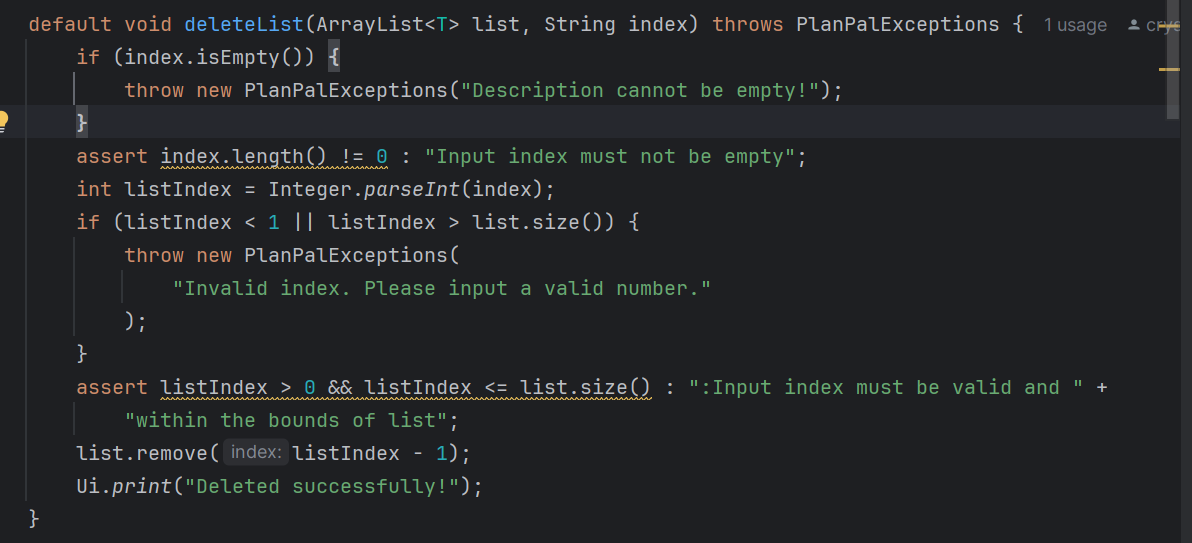 default void deleteList(ArrayList<T> list, String index) throws PlanPalExceptions { 1 usage
if (index.isEmpty()) {
throw new PlanPalExceptions("Description cannot be empty!");
}
assert index.length() != 0 : "Input index must not be empty";
int listIndex = Integer.parseInt(index);
if (listIndex < 1 || listIndex > list.size()) {
throw new PlanPalExceptions(
"Invalid index. Please input a valid number."
);
}
assert listIndex > 0 && listIndex <= list.size() : ":Input index must be valid and " +
"within the bounds of list";
list.remove( index: listIndex - 1);
Ui.print("Deleted successfully!");
}